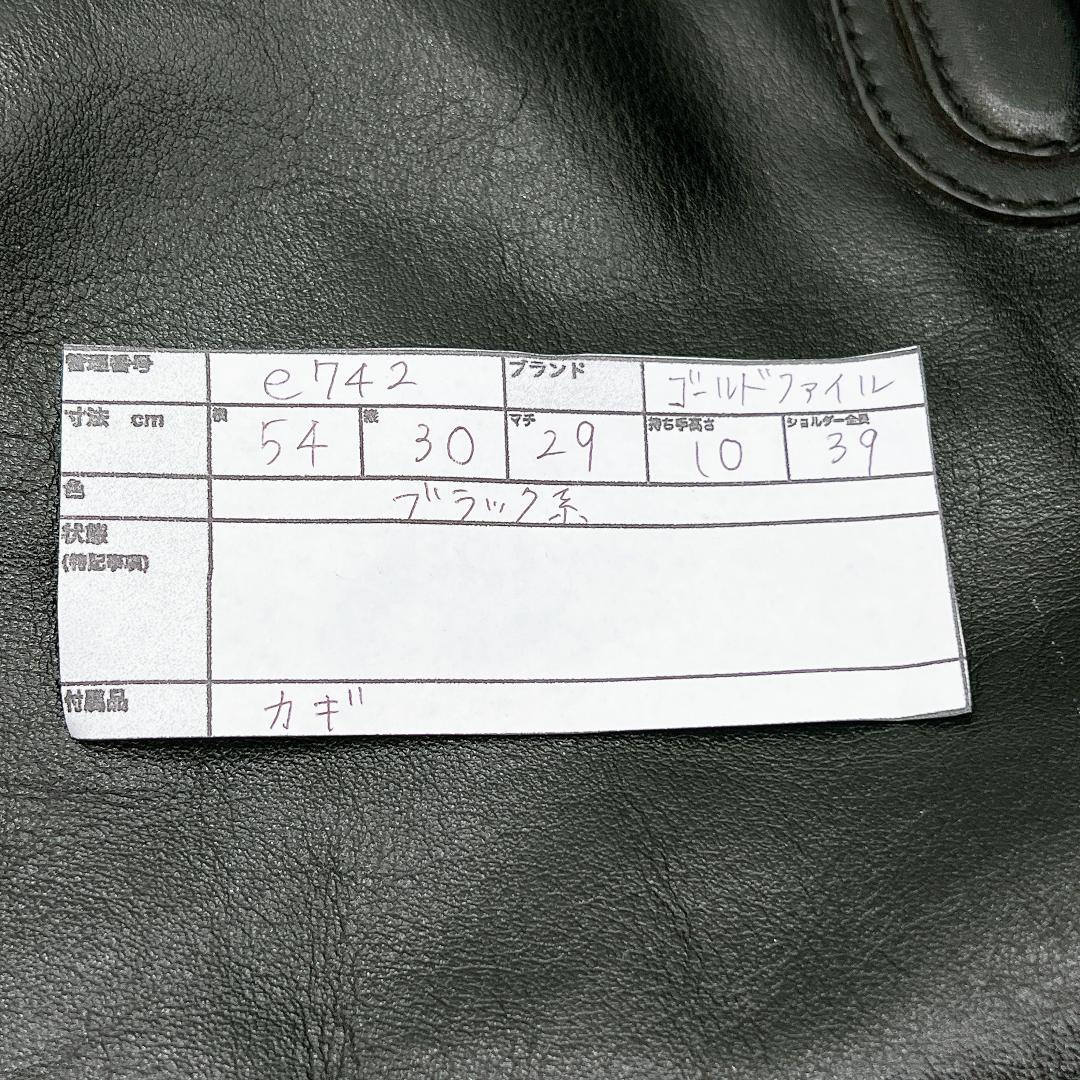 管理番号 e742 ブランド ゴールドファイル
寸法 cm 横 54 縦 30 マチ 29 持ち手高さ 10 ショルダー全長 39
色 ブラック系
状態
(特記事項)
付属品 カギ